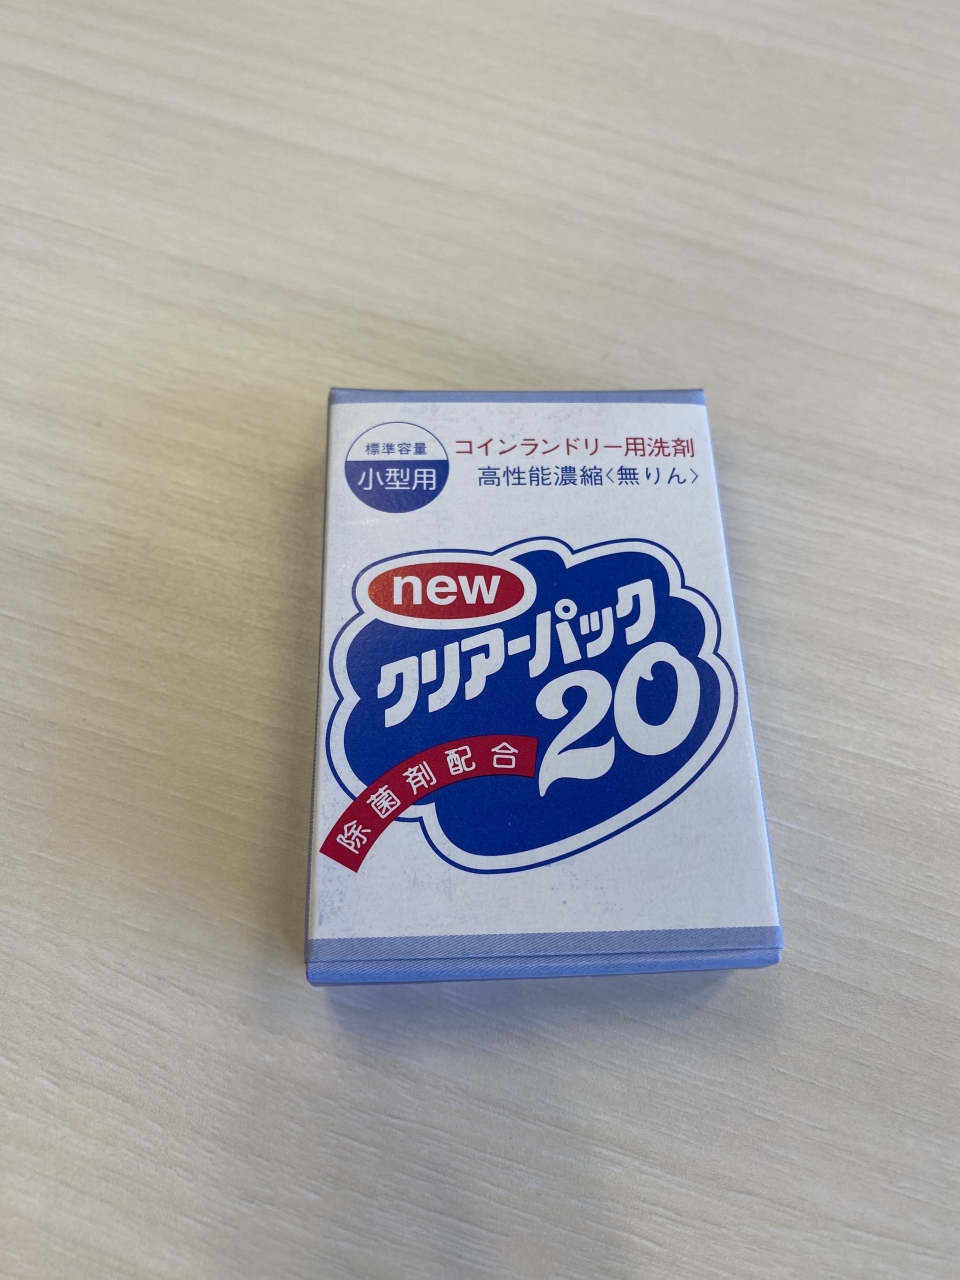 標準容量
小型用
コインランドリー用洗剤
高性能濃縮〈無りん〉
new
クリアーパック
20
除菌剤配合